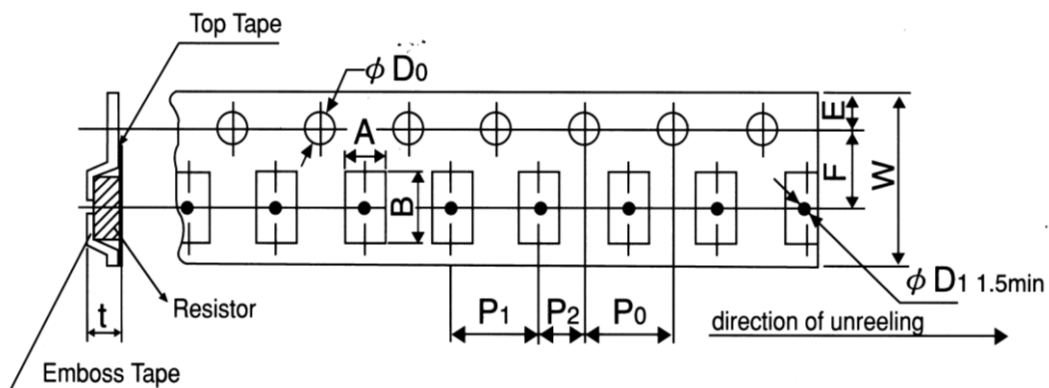 Top Tape
φ D0
A
B
E
F
W
φ D1 1.5min
Resistor
t
P1
P2
P0
direction of unreeling
Emboss Tape